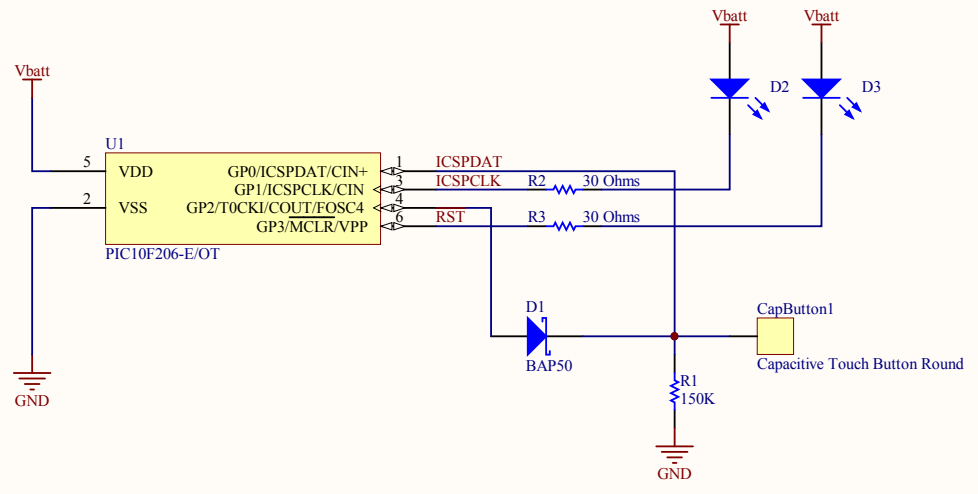 Vbatt
Vbatt
Vbatt
D2
D3
U1
5
VDD
GP0/ICSPDAT/CIN+
1
ICSPDAT
GP1/ICSPCLK/CIN
3
ICSPCLK
R2
30 Ohms
2
VSS
GP2/T0CKI/COUT/FOSC4
4
GP3/MCLR/VPP
6
RST
R3
30 Ohms
PIC10F206-E/OT
D1
BAP50
CapButton1
Capacitive Touch Button Round
R1
150K
GND
GND